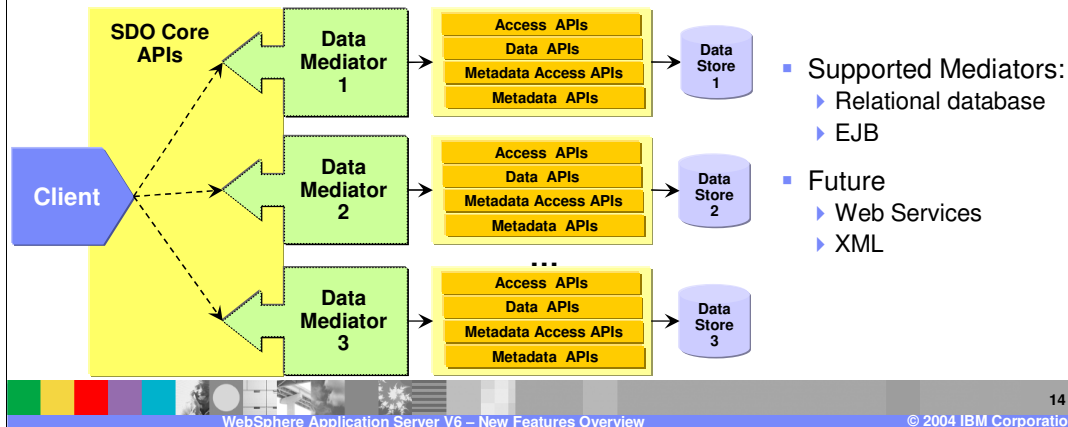 SDO Core
APIs
Client
Data
Mediator
1
Access APIs
Data APIs
Metadata Access APIs
Metadata APIs
Data
Store
1
Data
Mediator
2
Access APIs
Data APIs
Metadata Access APIs
Metadata APIs
Data
Store
2
...
Data
Mediator
3
Access APIs
Data APIs
Metadata Access APIs
Metadata APIs
Data
Store
3
Supported Mediators:
Relational database
EJB
Future
Web Services
XML
14
WebSphere Application Server V6 – New Features Overview
© 2004 IBM Corporatio